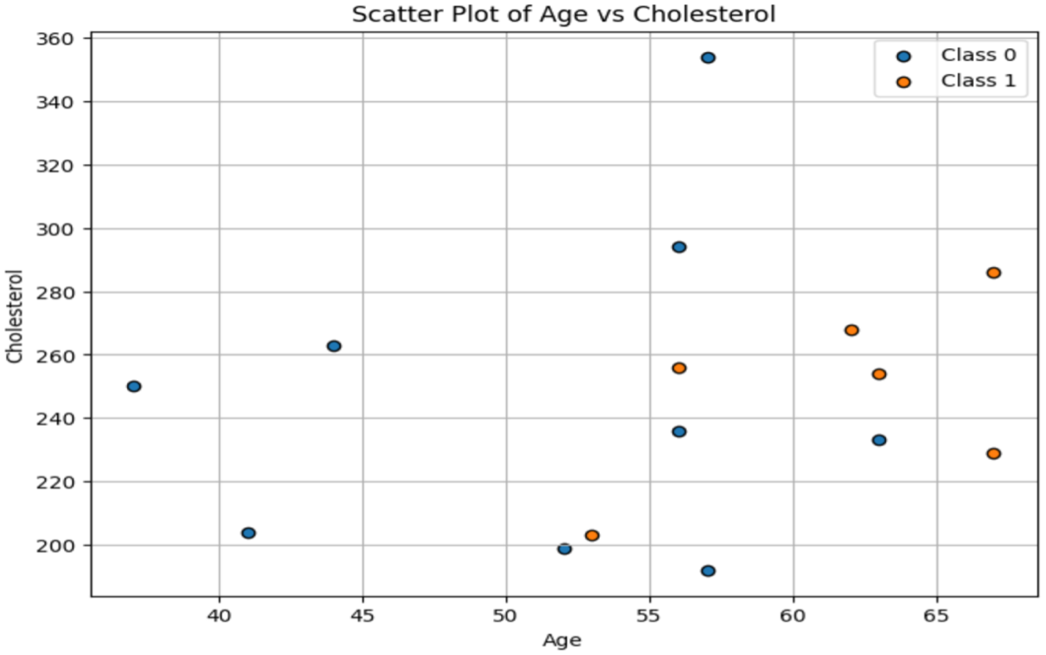 Scatter Plot of Age vs Cholesterol
360
340
320
300
280
260
240
220
200
Cholesterol
Class 0
Class 1
40 45 50 55 60 65
Age